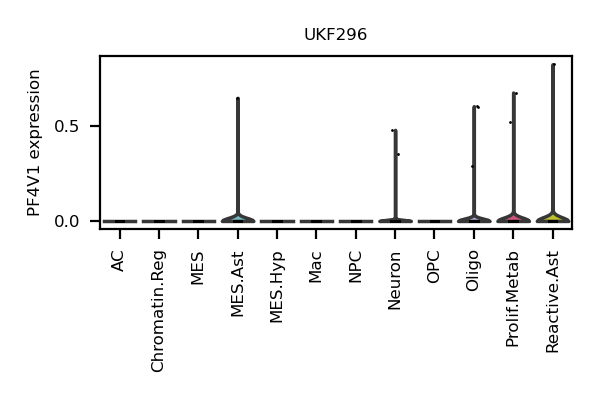 UKF296
PF4V1 expression
0.5
0.0
AC
Chromatin.Reg
MES
MES.Ast
MES.Hyp
Mac
NPC
Neuron
OPC
Oligo
Prolif.Metab
Reactive.Ast